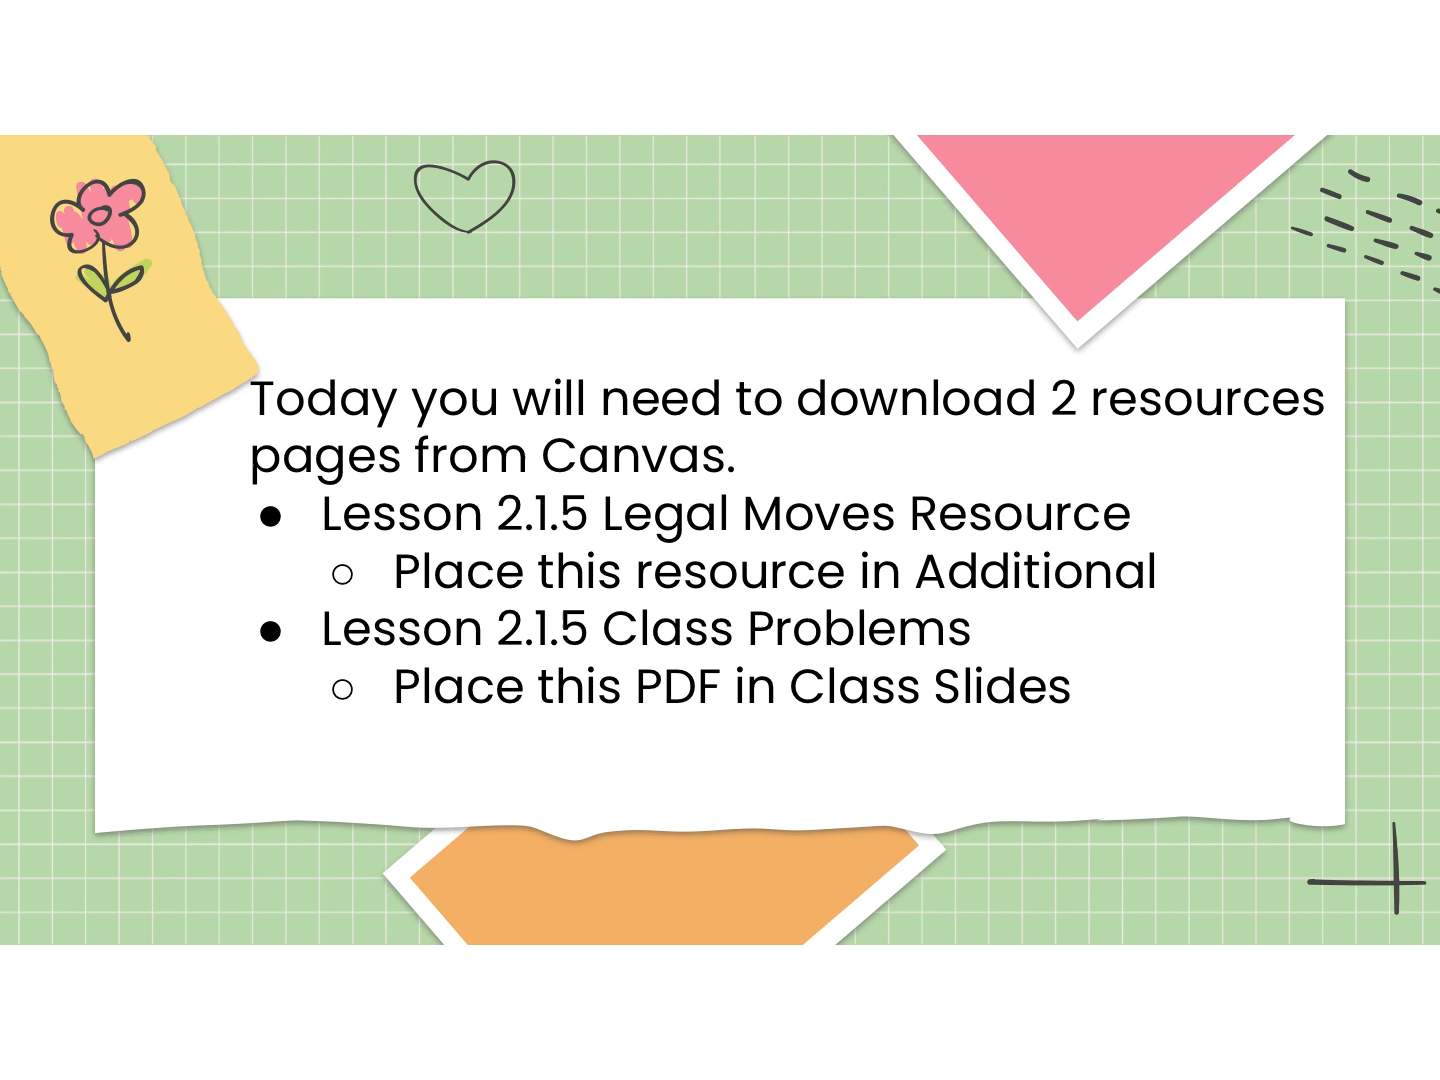 Today you will need to download 2 resources
pages from Canvas.
● Lesson 2.1.5 Legal Moves Resource
○ Place this resource in Additional
● Lesson 2.1.5 Class Problems
○ Place this PDF in Class Slides